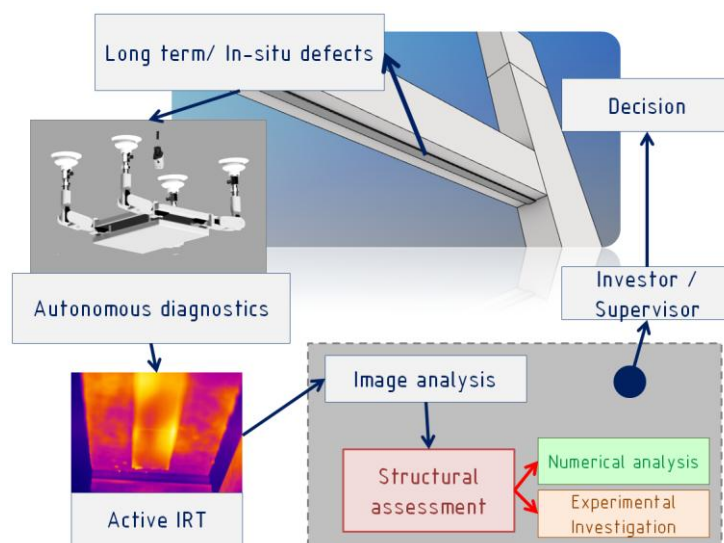 Long term/ In-situ defects
Decision
Autonomous diagnostics
Investor /
Supervisor
Image analysis
Active IRT
Structural
assessment
Numerical analysis
Experimental
Investigation